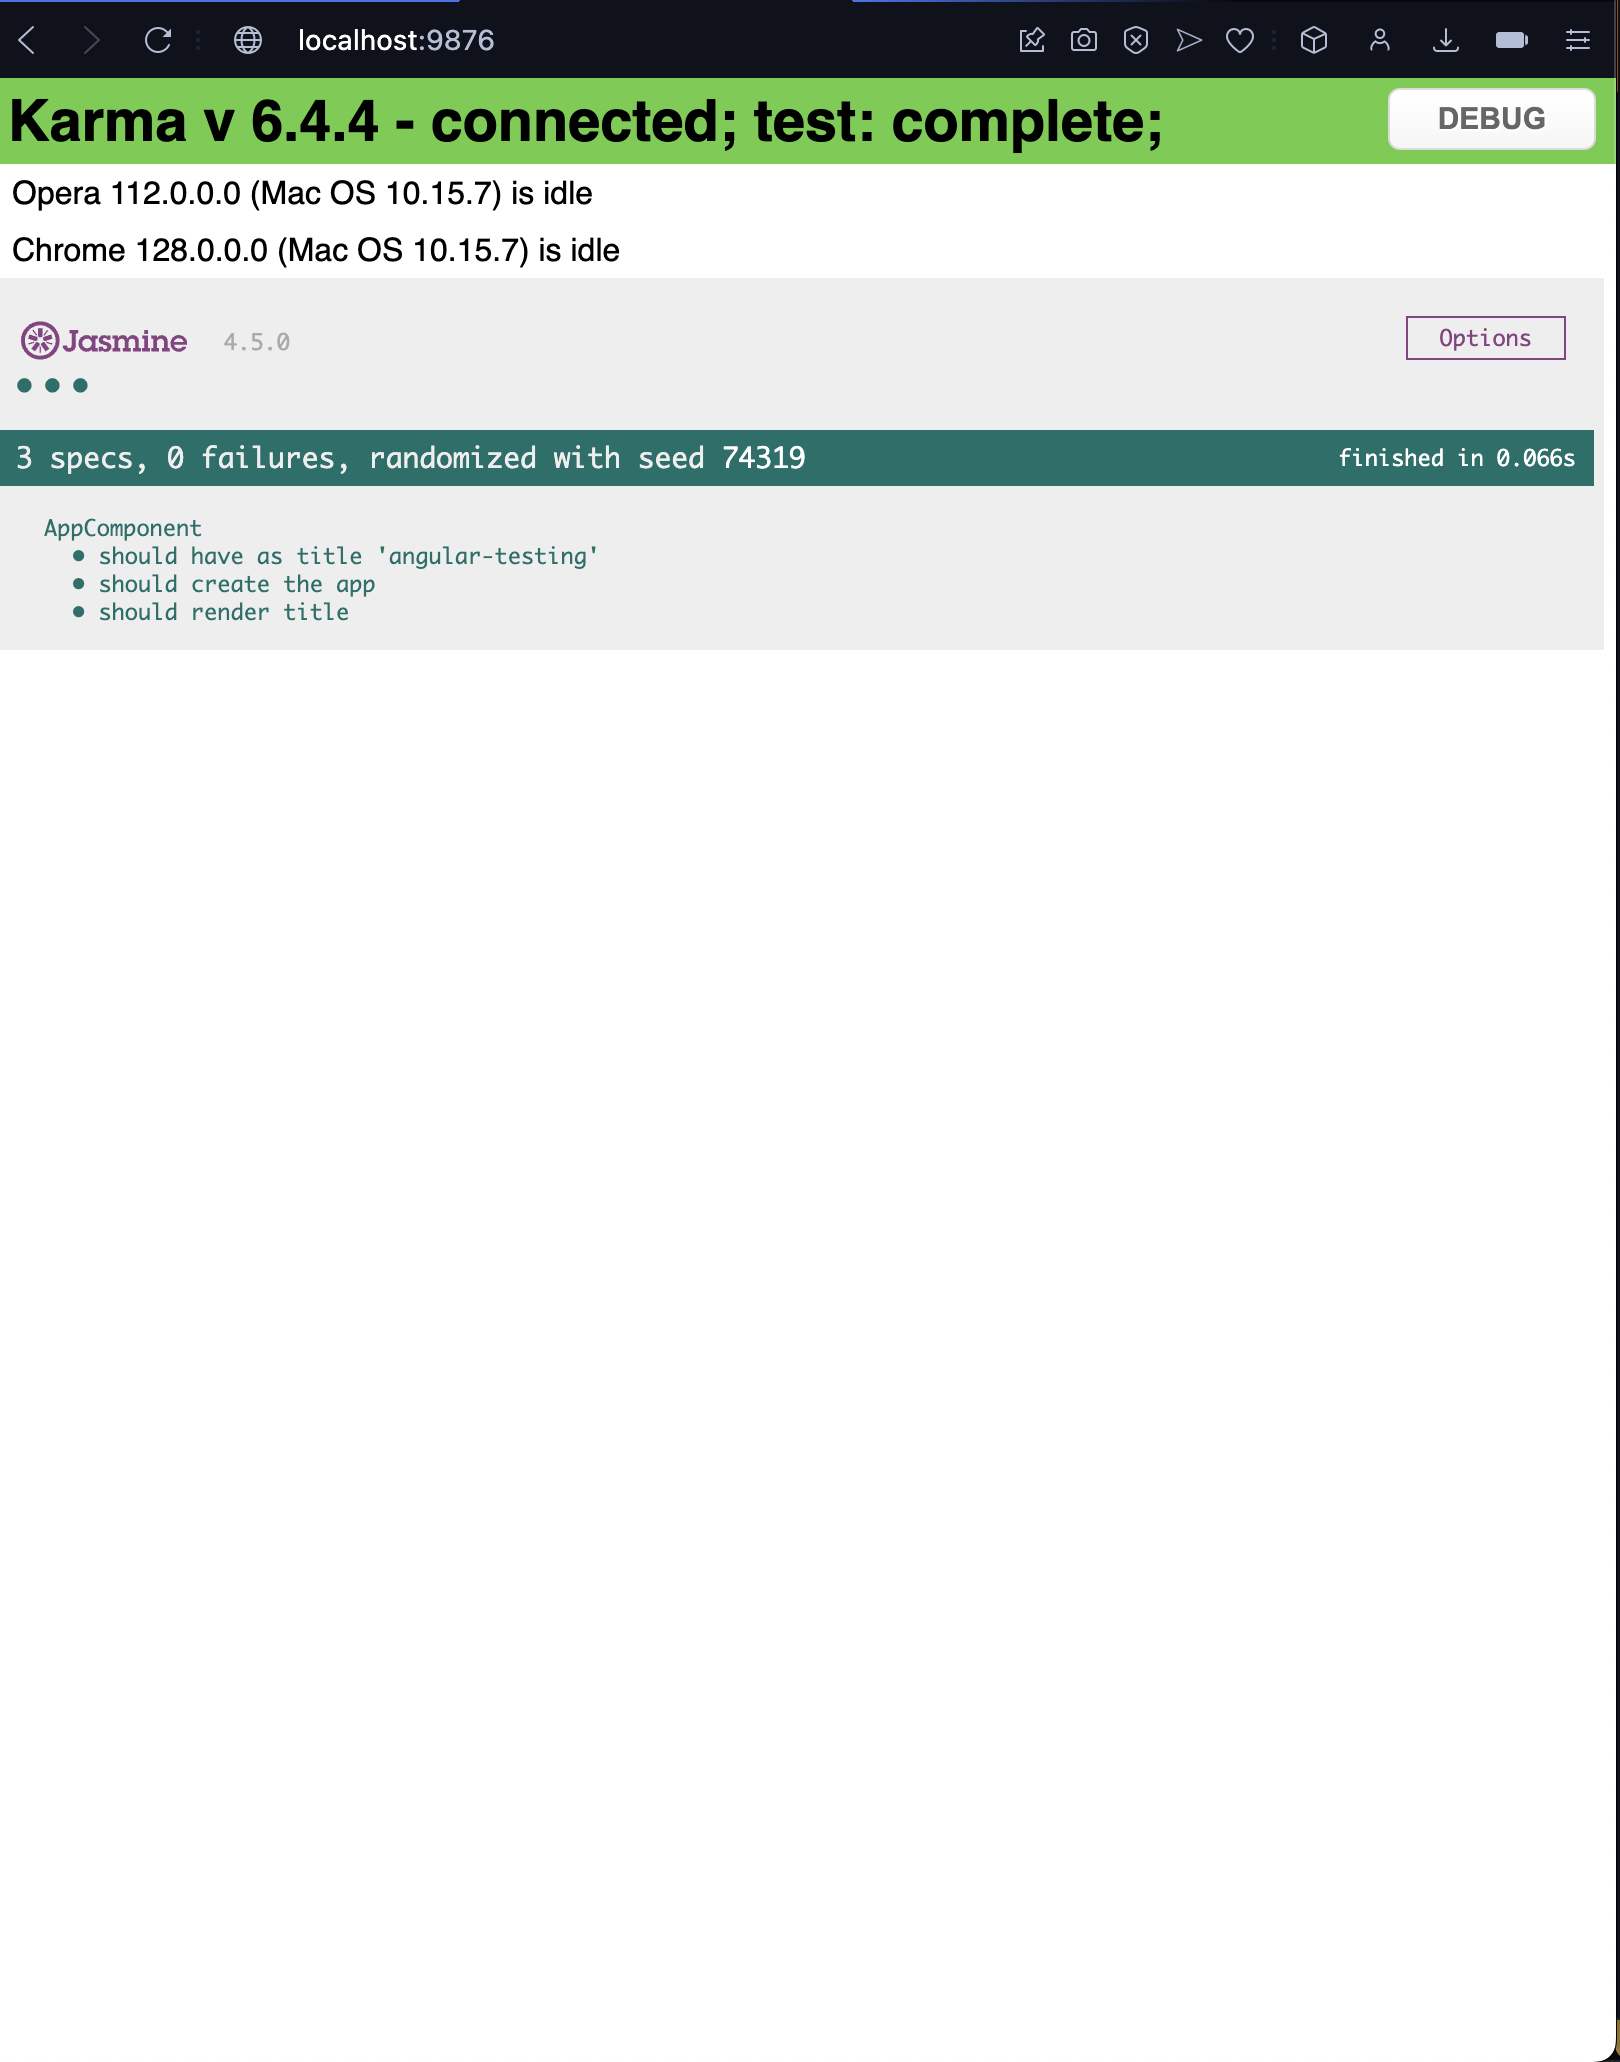 localhost:9876
Karma v 6.4.4 - connected; test: complete;
DEBUG
Opera 112.0.0.0 (Mac OS 10.15.7) is idle
Chrome 128.0.0.0 (Mac OS 10.15.7) is idle
Jasmine 4.5.0
Options
3 specs, 0 failures, randomized with seed 74319
finished in 0.066s
AppComponent
• should have as title 'angular-testing'
• should create the app
• should render title